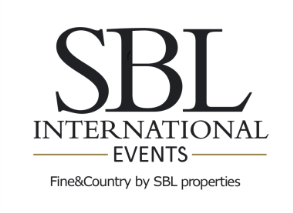 SBL
INTERNATIONAL
EVENTS
Fine&Country by SBL properties